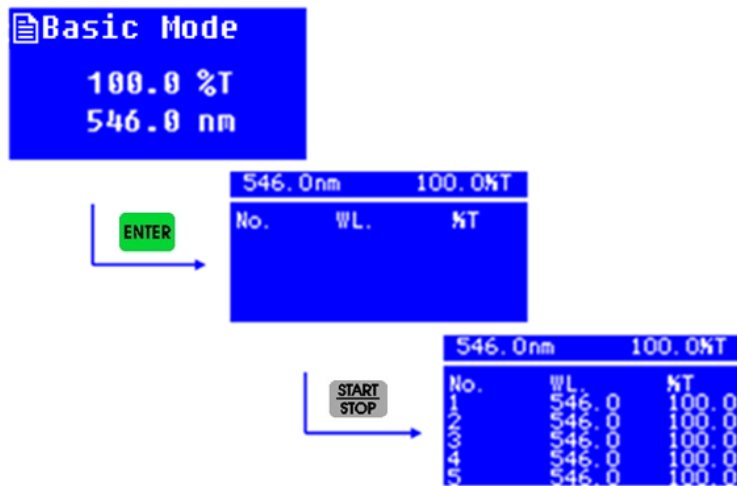 Basic Mode
100.0 %T
546.0 nm
ENTER
546.0nm 100.0%T
No. WL. %T
START
STOP
546.0nm 100.0%T
No. WL. %T
1 546.0 100.0
2 546.0 100.0
3 546.0 100.0
4 546.0 100.0
5 546.0 100.0